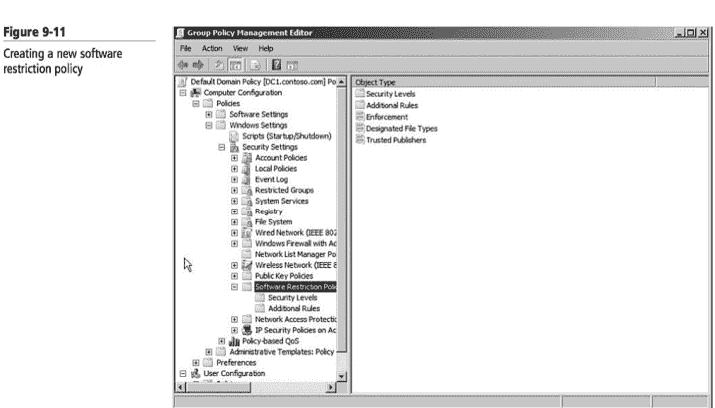 Figure 9-11
Creating a new software
restriction policy
Group Policy Management Editor
File Action View Help
Default Domain Policy [DC1.contoso.com] Po
Computer Configuration
Policies
Software Settings
Windows Settings
Scripts (Startup/Shutdown)
Security Settings
Account Policies
Local Policies
Event Log
Restricted Groups
System Services
Registry
File System
Wired Network (IEEE 802
Windows Firewall with Ad
Network List Manager Po
Wireless Network (IEEE 8
Public Key Policies
Software Restriction Polic
Security Levels
Additional Rules
Network Access Protectic
IP Security Policies on Ac
Policy-based QoS
Administrative Templates: Policy
Preferences
User Configuration
Object Type
Security Levels
Additional Rules
Enforcement
Designated File Types
Trusted Publishers